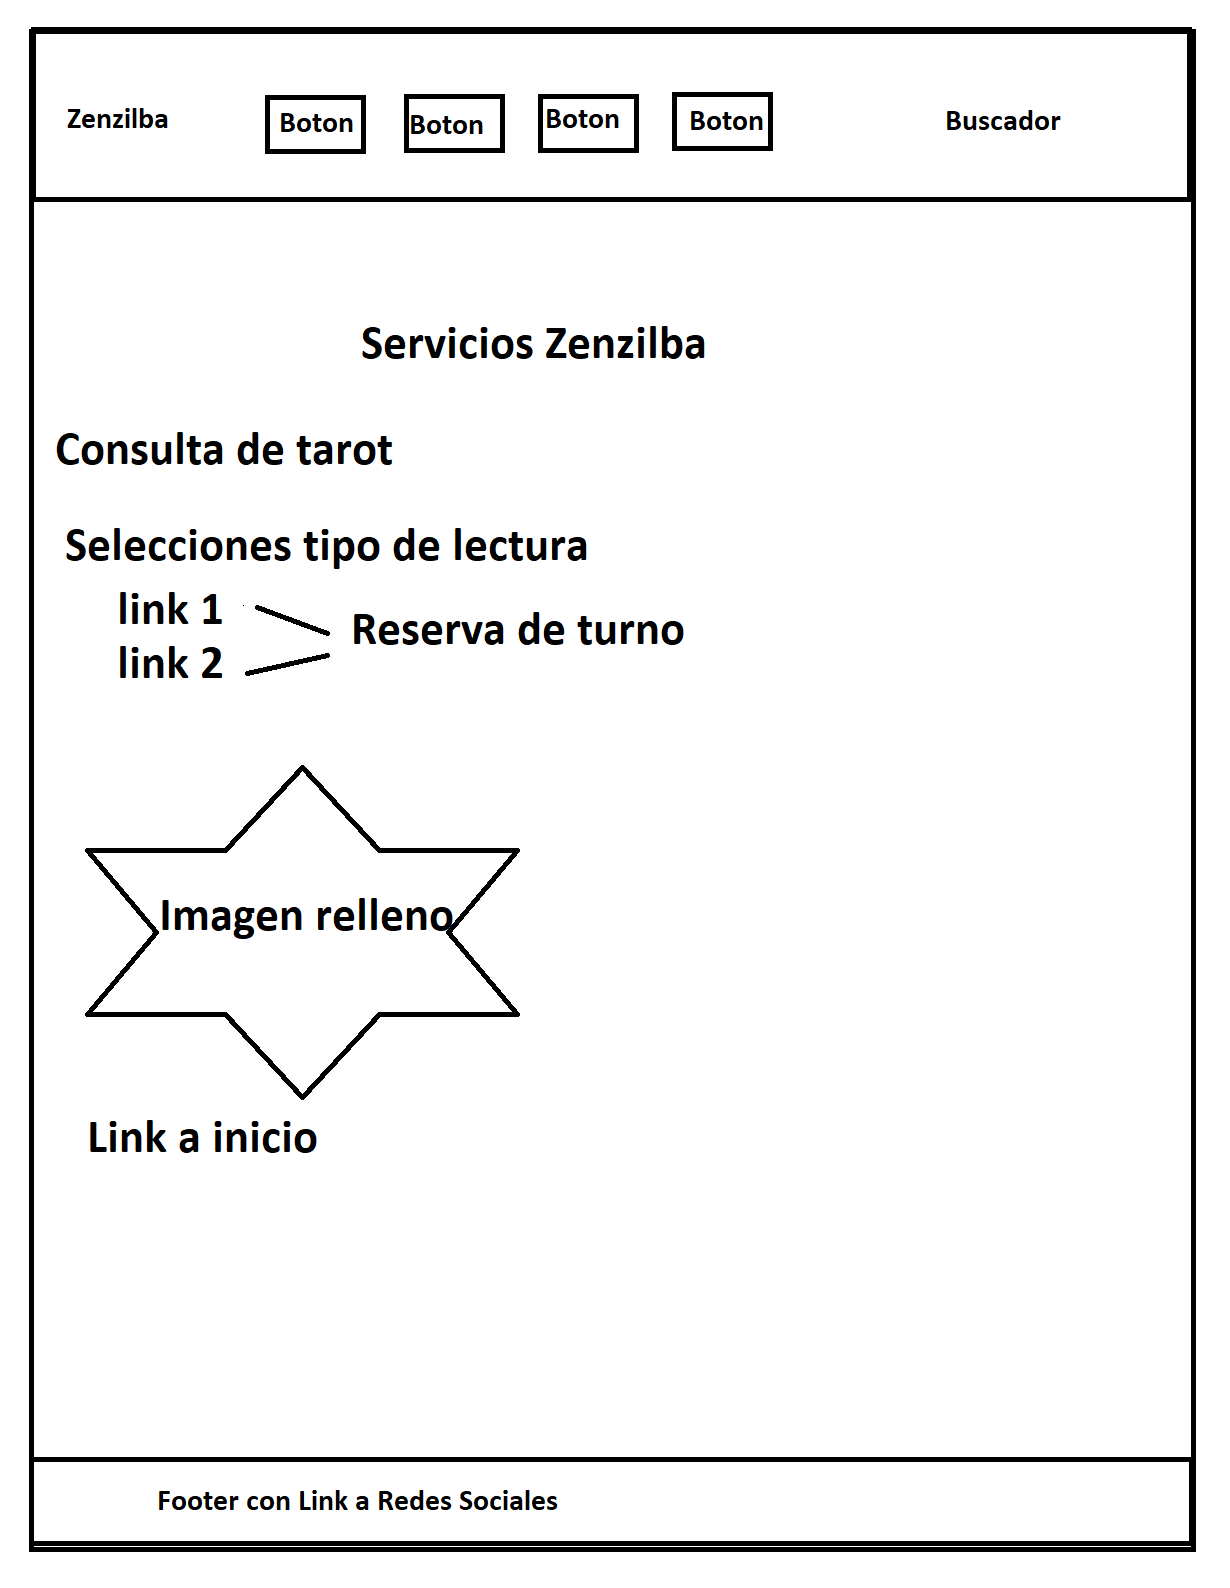 Zenzilba
Boton
Boton
Boton
Boton
Buscador
Servicios Zenzilba
Consulta de tarot
Selecciones tipo de lectura
link 1
link 2
Reserva de turno
Imagen relleno
Link a inicio
Footer con Link a Redes Sociales